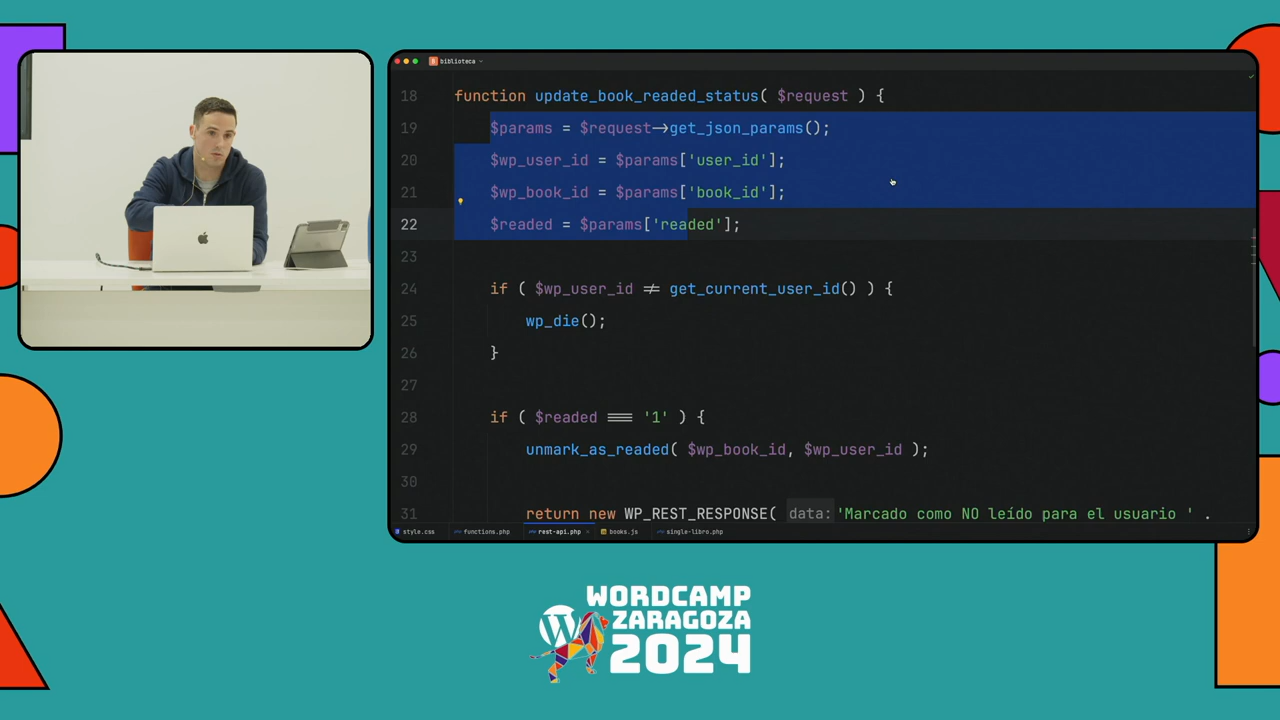 biblioteca
18 function update_book_readed_status( $request ) {
19 $params = $request->get_json_params();
20 $wp_user_id = $params['user_id'];
21 $wp_book_id = $params['book_id'];
22 $readed = $params['readed'];
23
24 if ( $wp_user_id != get_current_user_id() ) {
25 wp_die();
26 }
27
28 if ( $readed === '1' ) {
29 unmark_as_readed( $wp_book_id, $wp_user_id );
30
31 return new WP_REST_RESPONSE( data: 'Marcado como NO leído para el usuario ' .
style.css functions.php rest-api.php books.js single-libro.php
WORDCAMP
ZARAGOZA
2024